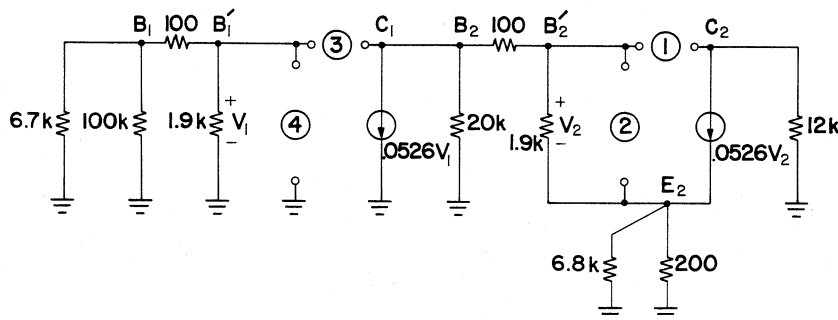 B₁ 100 B₁′ ③ C₁ B₂ 100 B₂′ ① C₂
6.7k 100k 1.9k + V₁ − ④ .0526V₁ 20k 1.9k + V₂ − ② .0526V₂ 12k
E₂
6.8k 200